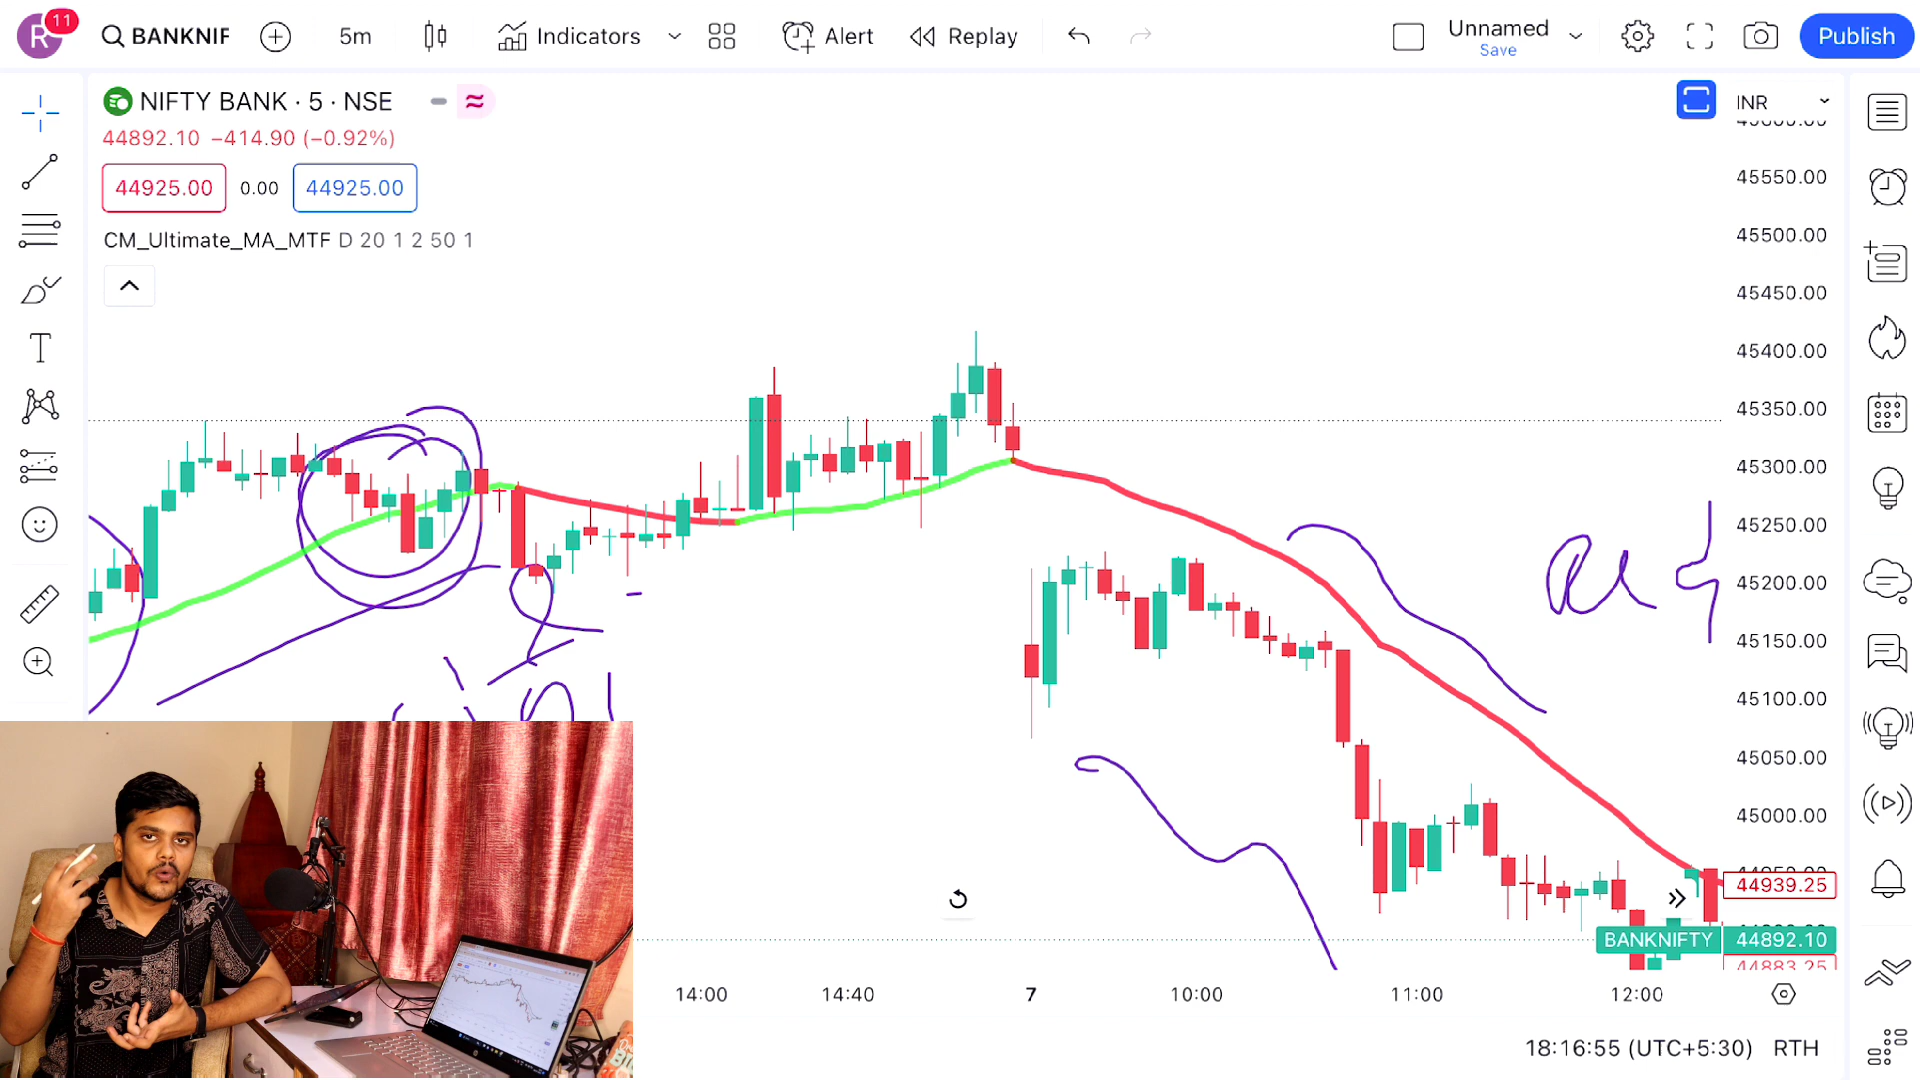 R 11 BANKNIF 5m Indicators Alert Replay Unnamed Save Publish
NIFTY BANK · 5 · NSE
44892.10 −414.90 (−0.92%)
44925.00 0.00 44925.00
CM_Ultimate_MA_MTF D 20 1 2 50 1
INR
45550.00
45500.00
45450.00
45400.00
45350.00
45300.00
45250.00
45200.00
45150.00
45100.00
45050.00
45000.00
44939.25
BANKNIFTY 44892.10
44883.25
14:00 14:40 7 10:00 11:00 12:00
18:16:55 (UTC+5:30) RTH